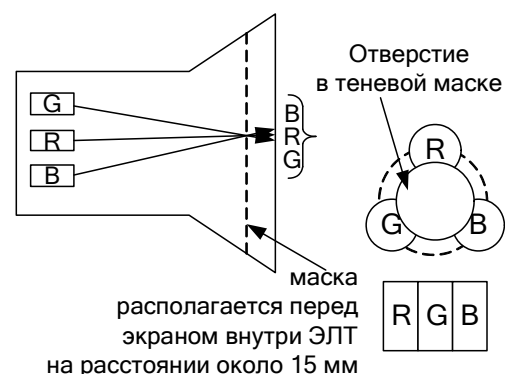 G
R
B
B
R
G
Отверстие
в теневой маске
R
G B
маска
располагается перед
экраном внутри ЭЛТ
на расстоянии около 15 мм
R G B